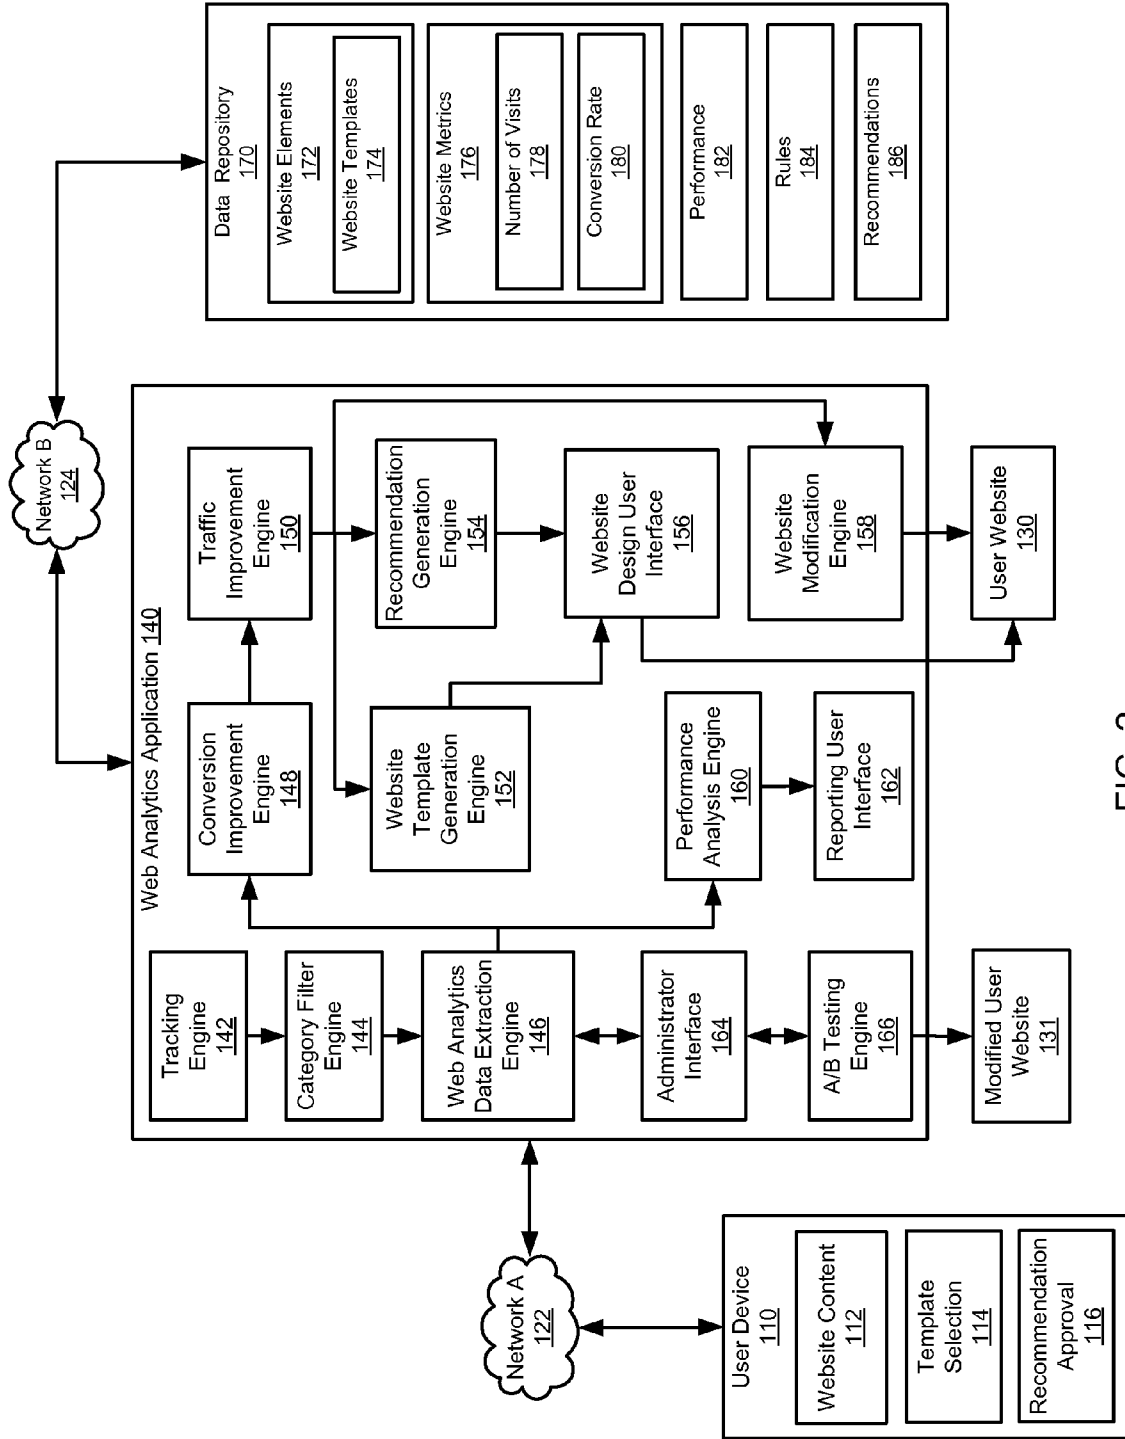 Network B
124
Web Analytics Application 140
Tracking
Engine
142
Category Filter
Engine
144
Web Analytics
Data Extraction
Engine
146
Administrator
Interface
164
A/B Testing
Engine
166
Modified User
Website
131
Conversion
Improvement
Engine
148
Website
Template
Generation
Engine
152
Performance
Analysis Engine
160
Reporting User
Interface
162
Traffic
Improvement
Engine
150
Recommendation
Generation
Engine
154
Website
Design User
Interface
156
Website
Modification
Engine
158
User Website
130
Data Repository
170
Website Elements
172
Website Templates
174
Website Metrics
176
Number of Visits
178
Conversion Rate
180
Performance
182
Rules
184
Recommendations
186
Network A
122
User Device
110
Website Content
112
Template
Selection
114
Recommendation
Approval
116